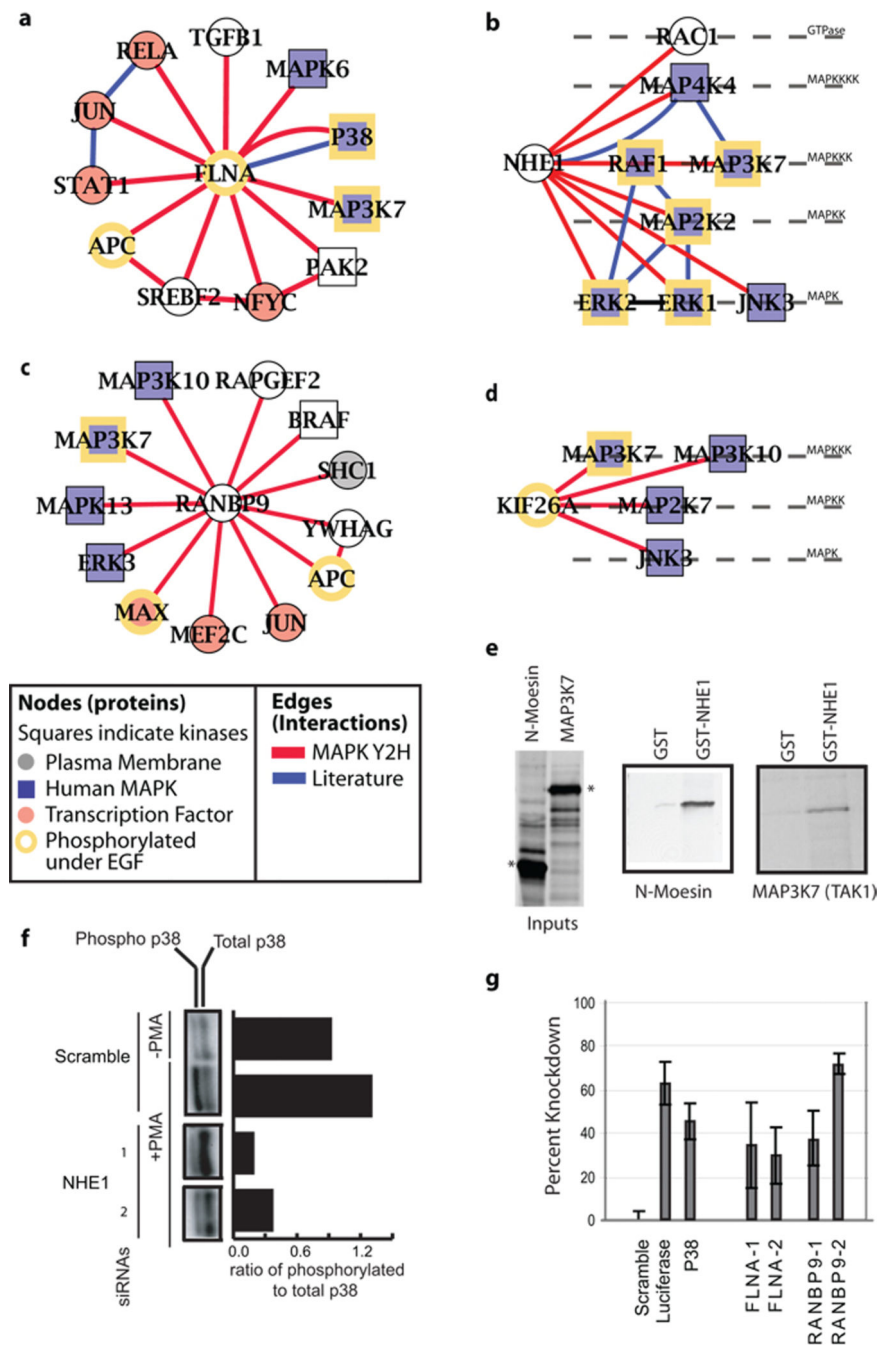 a
RELA
TGFB1
MAPK6
JUN
P38
FLNA
STAT1
MAP3K7
APC
PAK2
SREBF2
NFYC
b
RAC1
GTPase
MAP4K4
MAPKKKK
NHE1
RAF1
MAP3K7
MAPKKK
MAP2K2
MAPKK
ERK2
ERK1
JNK3
MAPK
c
MAP3K10
RAPGEF2
BRAF
MAP3K7
SHC1
RANBP9
MAPK13
YWHAG
ERK3
APC
MAX
MEF2C
JUN
d
MAP3K7
MAP3K10
MAPKKK
KIF26A
MAP2K7
MAPKK
JNK3
MAPK
Nodes (proteins)
Squares indicate kinases
Plasma Membrane
Human MAPK
Transcription Factor
Phosphorylated
under EGF
Edges
(Interactions)
MAPK Y2H
Literature
e
N-Moesin
MAP3K7
*
*
Inputs
GST
GST-NHE1
N-Moesin
GST
GST-NHE1
MAP3K7 (TAK1)
f
Phospho p38
Total p38
Scramble
-PMA
+PMA
NHE1
1
2
siRNAs
0.0
0.6
1.2
ratio of phosphorylated
to total p38
g
Percent Knockdown
100
80
60
40
20
0
Scramble
Luciferase
P38
FLNA-1
FLNA-2
RANBP9-1
RANBP9-2